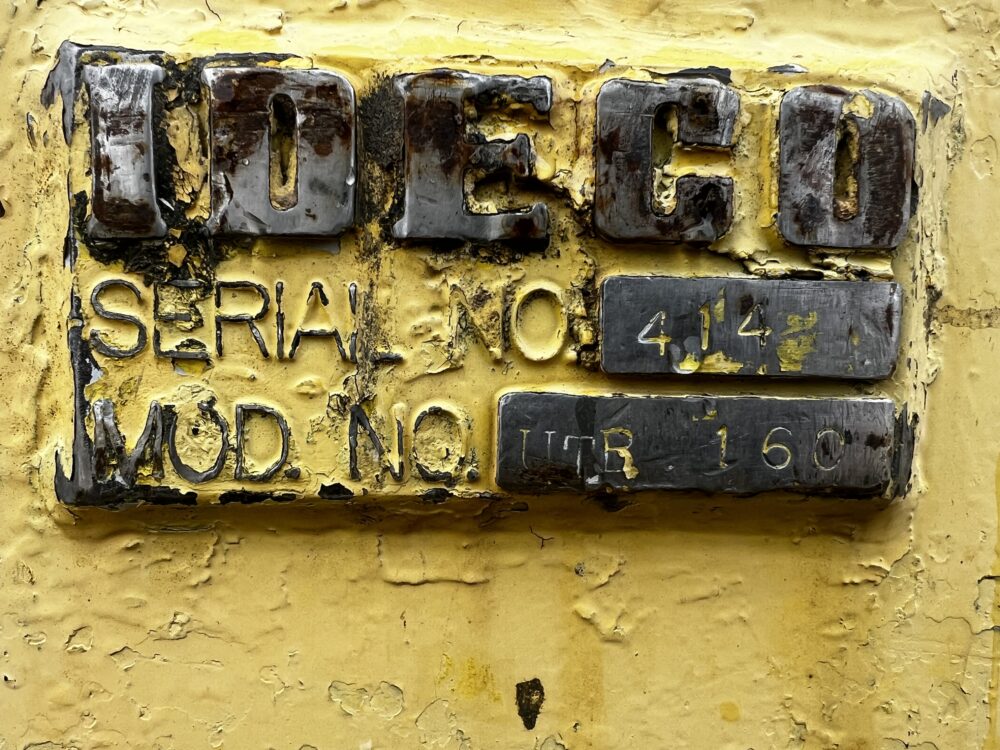 IDECO
SERIAL NO. 414
MOD. NO. UTR 160